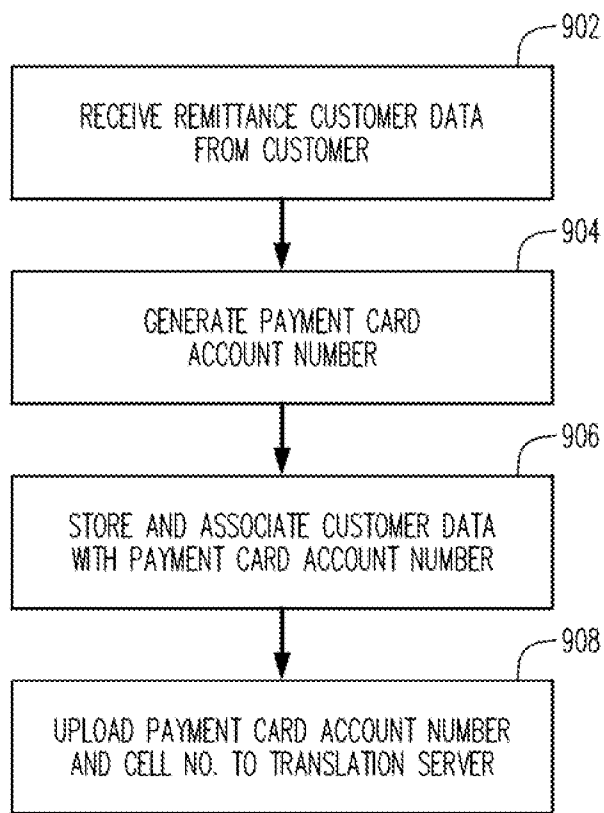 902
RECEIVE REMITTANCE CUSTOMER DATA
FROM CUSTOMER
904
GENERATE PAYMENT CARD
ACCOUNT NUMBER
906
STORE AND ASSOCIATE CUSTOMER DATA
WITH PAYMENT CARD ACCOUNT NUMBER
908
UPLOAD PAYMENT CARD ACCOUNT NUMBER
AND CELL NO. TO TRANSLATION SERVER